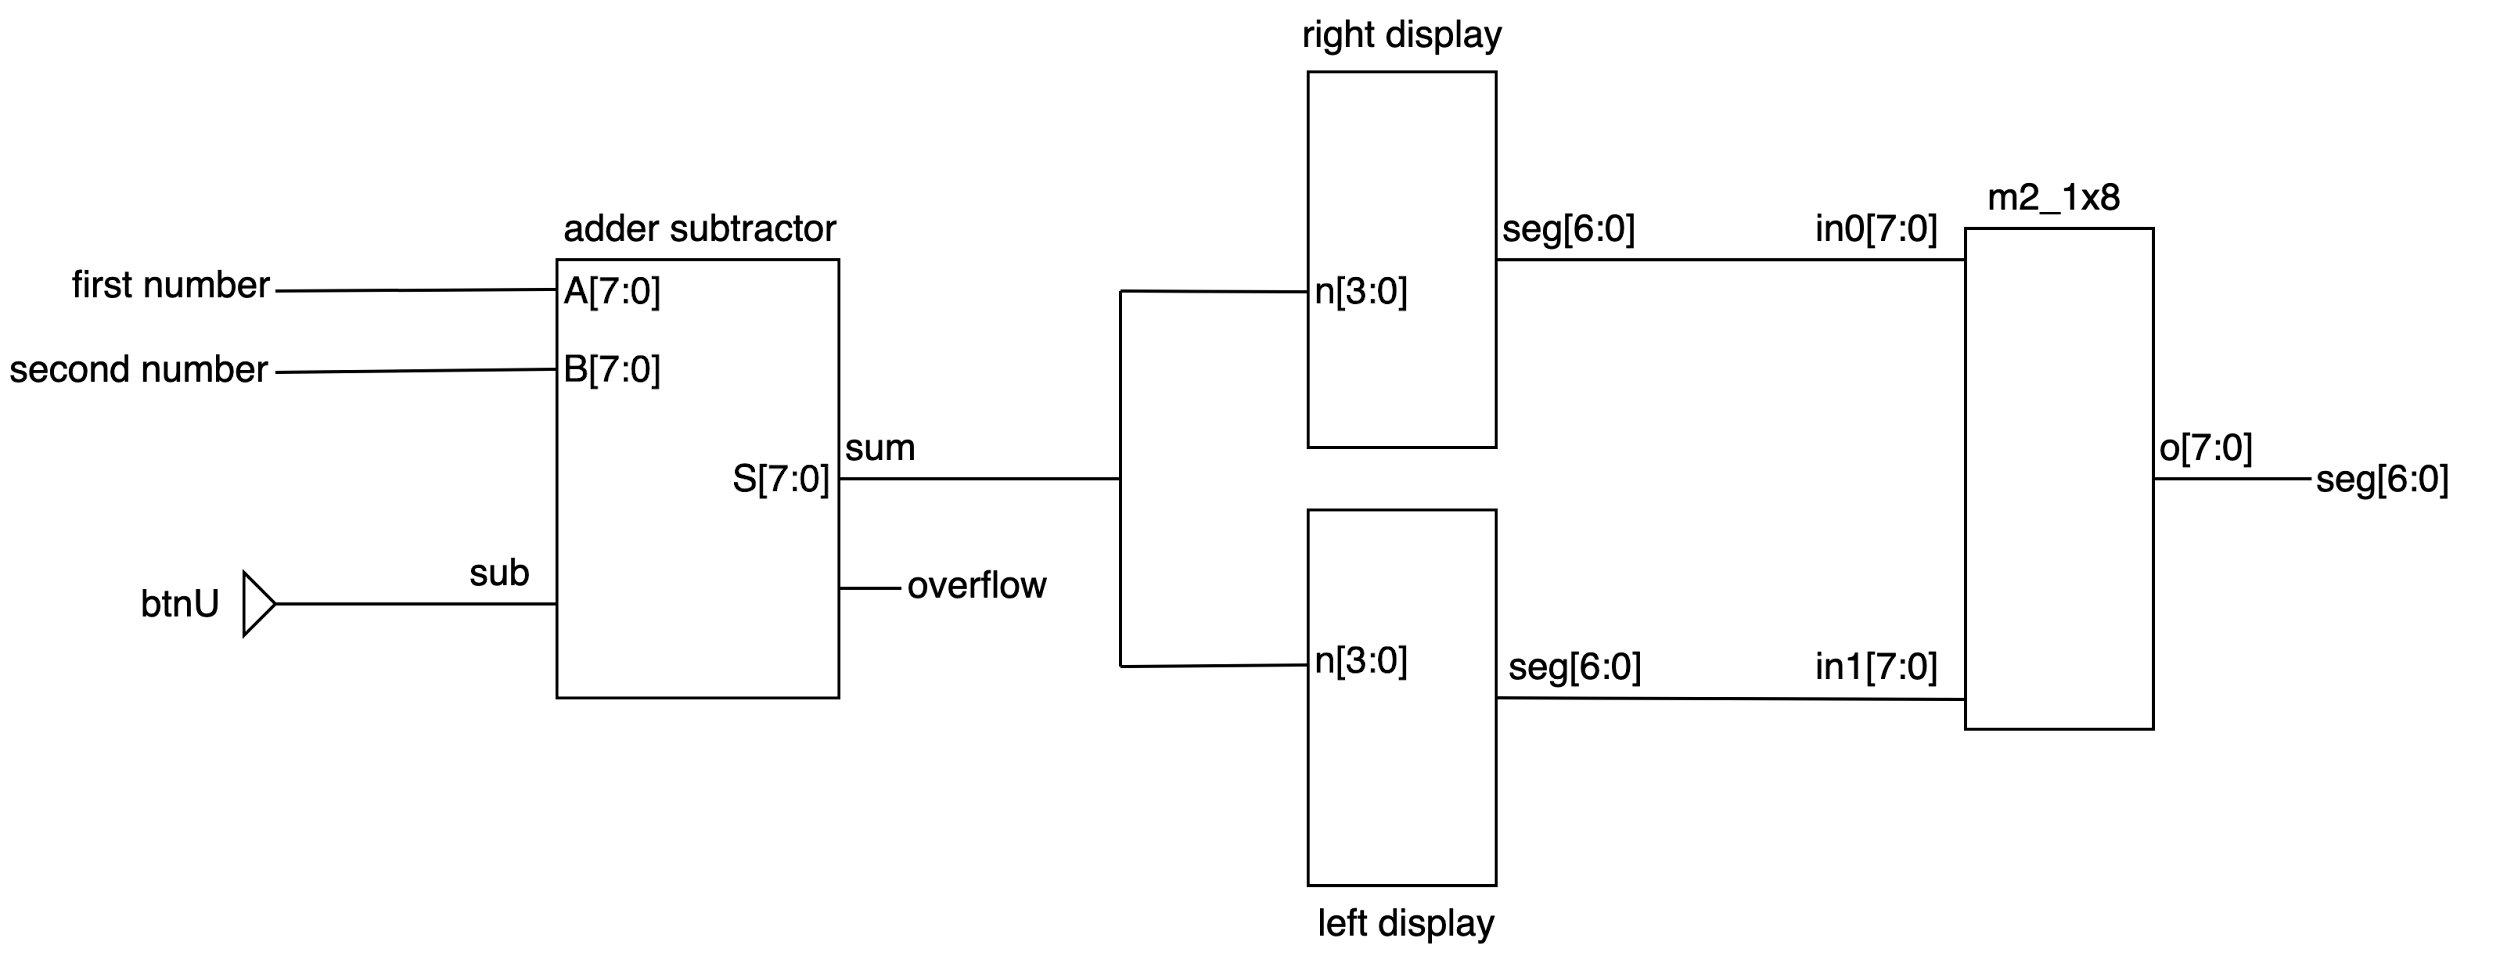 right display
m2_1x8
adder subtractor
seg[6:0]
in0[7:0]
first number
A[7:0]
n[3:0]
second number
B[7:0]
sum
o[7:0]
S[7:0]
seg[6:0]
sub
overflow
btnU
n[3:0]
seg[6:0]
in1[7:0]
left display